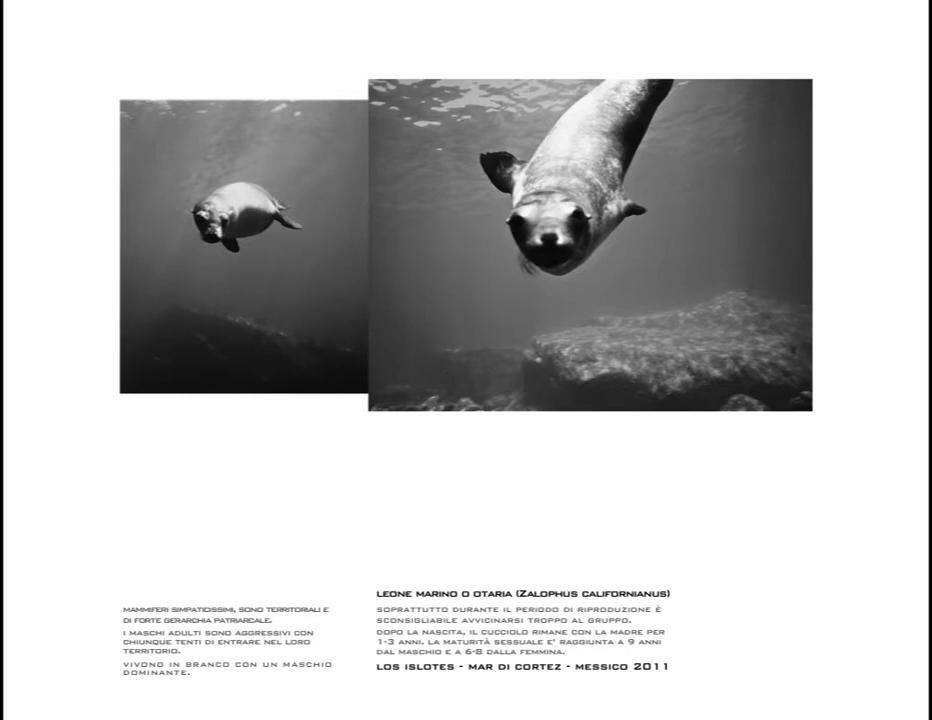 MAMMIFERI SIMPATICISSIMI, SONO TERRITORIALI E
DI FORTE GERARCHIA PATRIARCALE.
I MASCHI ADULTI SONO AGGRESSIVI CON
CHIUNQUE TENTI DI ENTRARE NEL LORO
TERRITORIO.
VIVONO IN BRANCO CON UN MASCHIO
DOMINANTE.
LEONE MARINO O OTARIA (ZALOPHUS CALIFORNIANUS)
SOPRATTUTTO DURANTE IL PERIODO DI RIPRODUZIONE È
SCONSIGLIABILE AVVICINARSI TROPPO AL GRUPPO.
DOPO LA NASCITA, IL CUCCIOLO RIMANE CON LA MADRE PER
1-3 ANNI. LA MATURITÀ SESSUALE E' RAGGIUNTA A 9 ANNI
DAL MASCHIO E A 6-8 DALLA FEMMINA.
LOS ISLOTES - MAR DI CORTEZ - MESSICO 2011